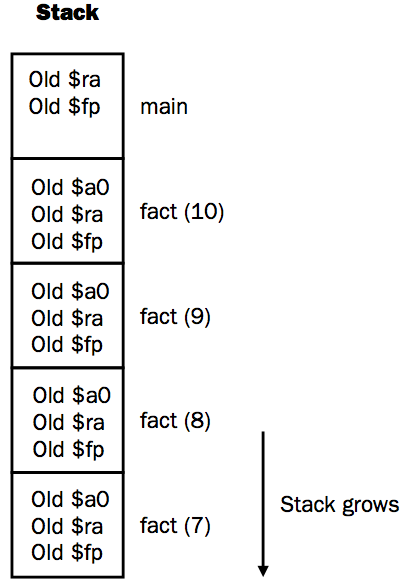 Stack
Old $ra
Old $fp
main
Old $a0
Old $ra
Old $fp
fact (10)
Old $a0
Old $ra
Old $fp
fact (9)
Old $a0
Old $ra
Old $fp
fact (8)
Old $a0
Old $ra
Old $fp
fact (7)
Stack grows